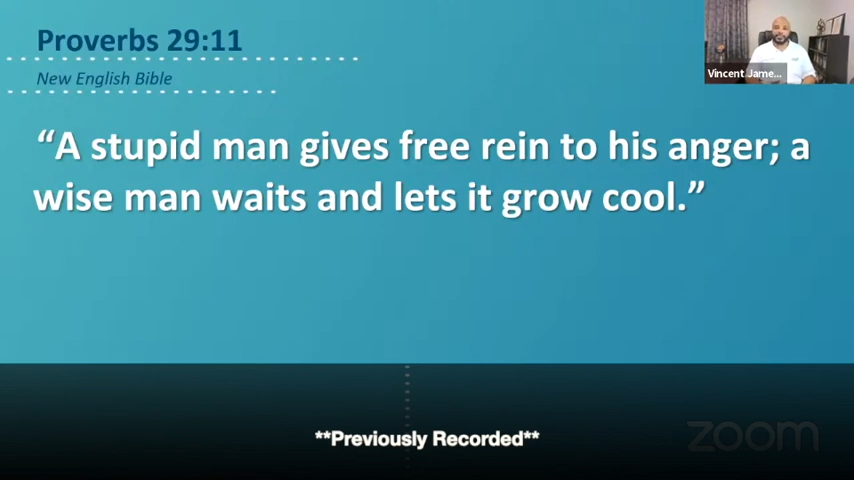 Proverbs 29:11
New English Bible
Vincent Jame...
“A stupid man gives free rein to his anger; a
wise man waits and lets it grow cool.”
**Previously Recorded**
zoom